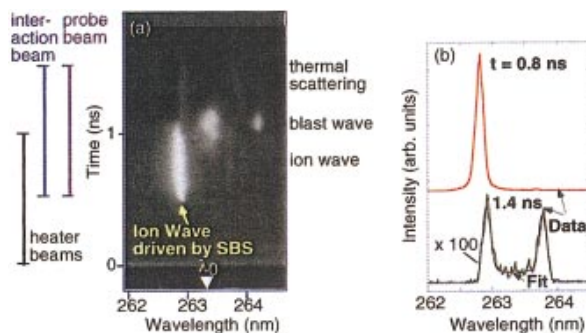 inter-
action
beam
probe
beam
heater
beams
Time (ns)
1
0
(a)
Ion Wave
driven by SBS
λ0
262
263
264
Wavelength (nm)
thermal
scattering
blast wave
ion wave
(b)
t = 0.8 ns
1.4 ns
Data
x 100
Fit
Intensity (arb. units)
262
263
264
Wavelength (nm)